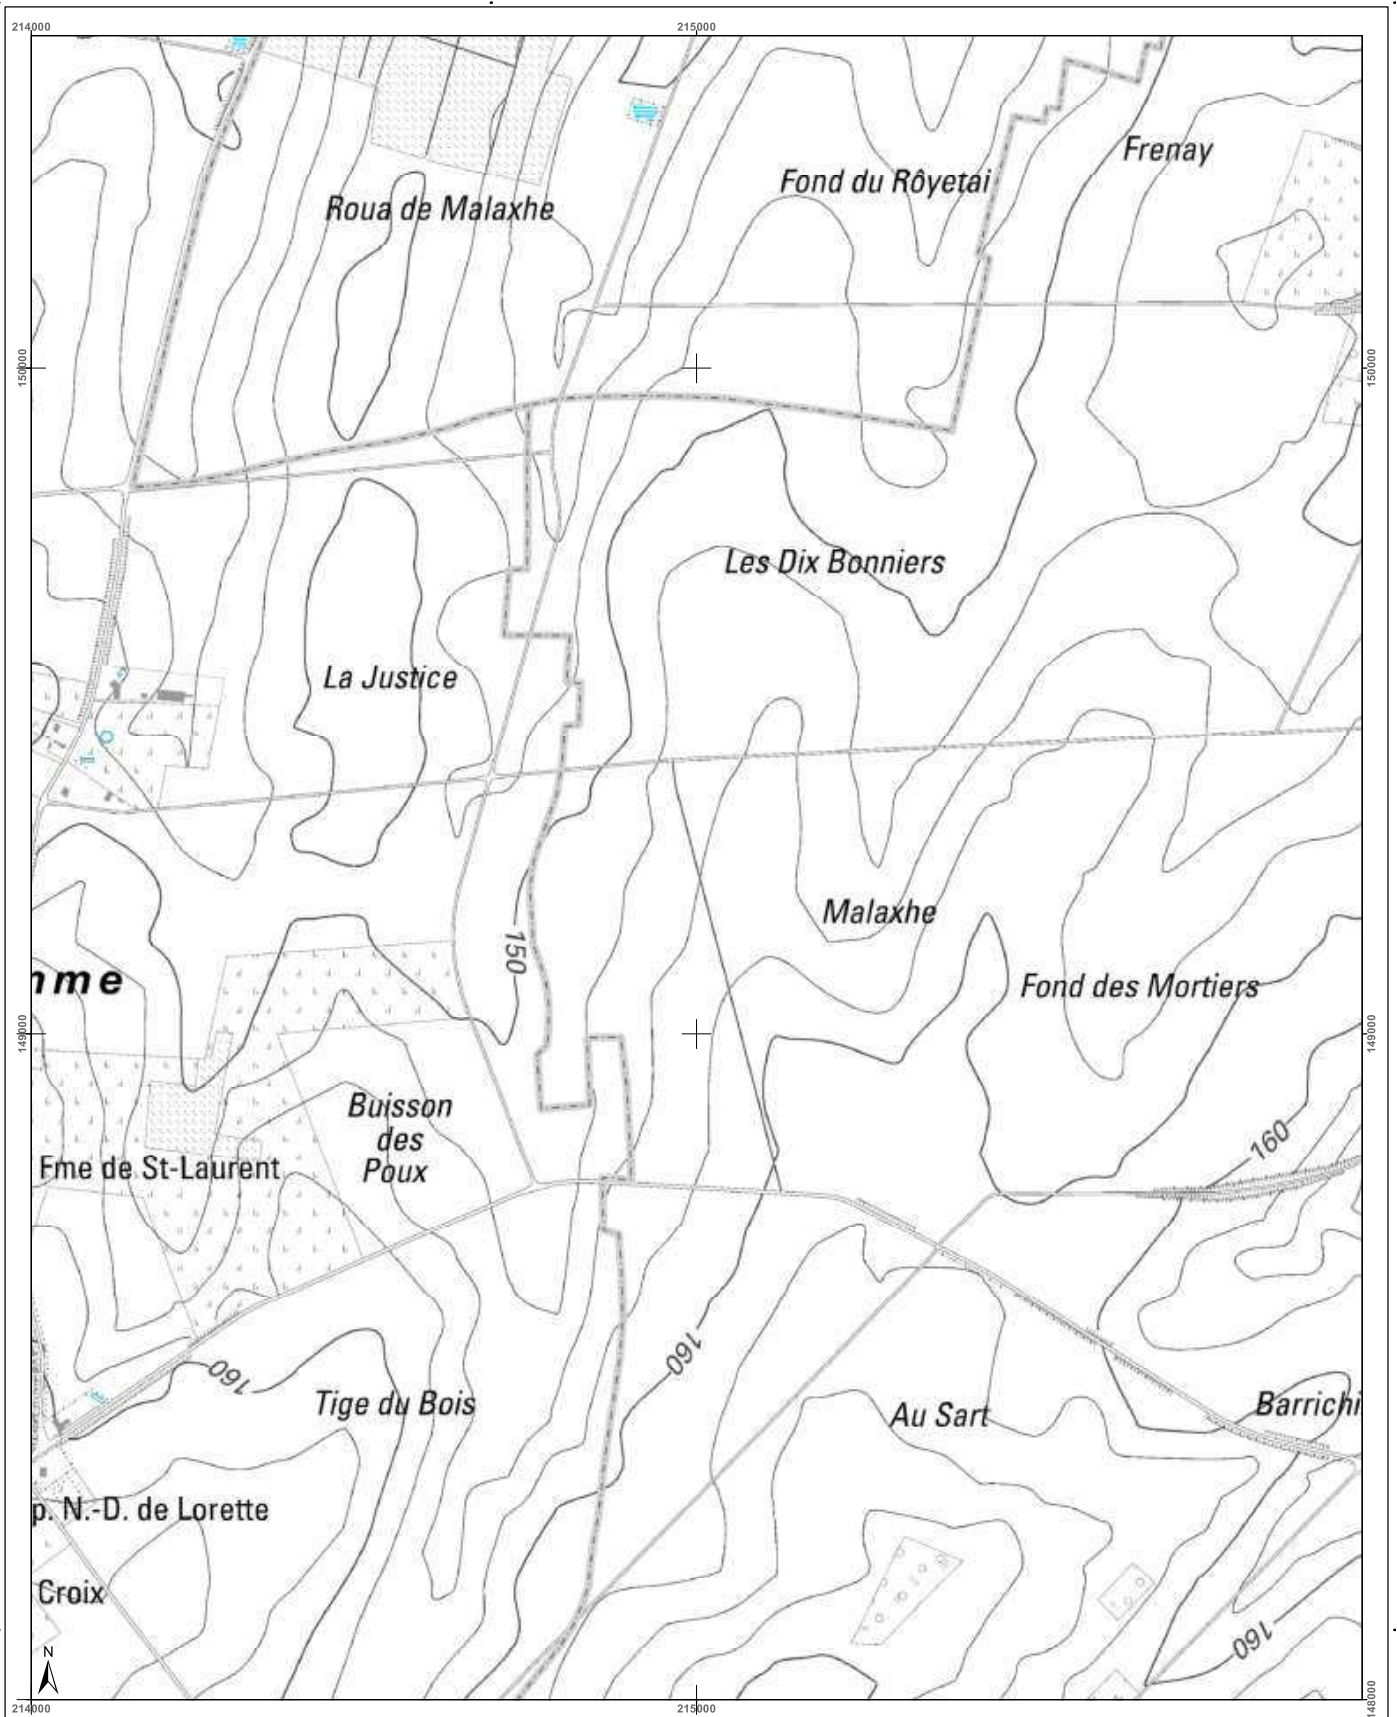 214000
215000
Frenay
Fond du Rôyetai
Roua de Malaxhe
150000
150000
Les Dix Bonniers
La Justice
Malaxhe
150
mme
Fond des Mortiers
149000
149000
Buisson
des
Poux
160
Fme de St-Laurent
160
160
Tige du Bois
Au Sart
Barrichi
p. N.-D. de Lorette
Croix
160
N
214000
215000
148000